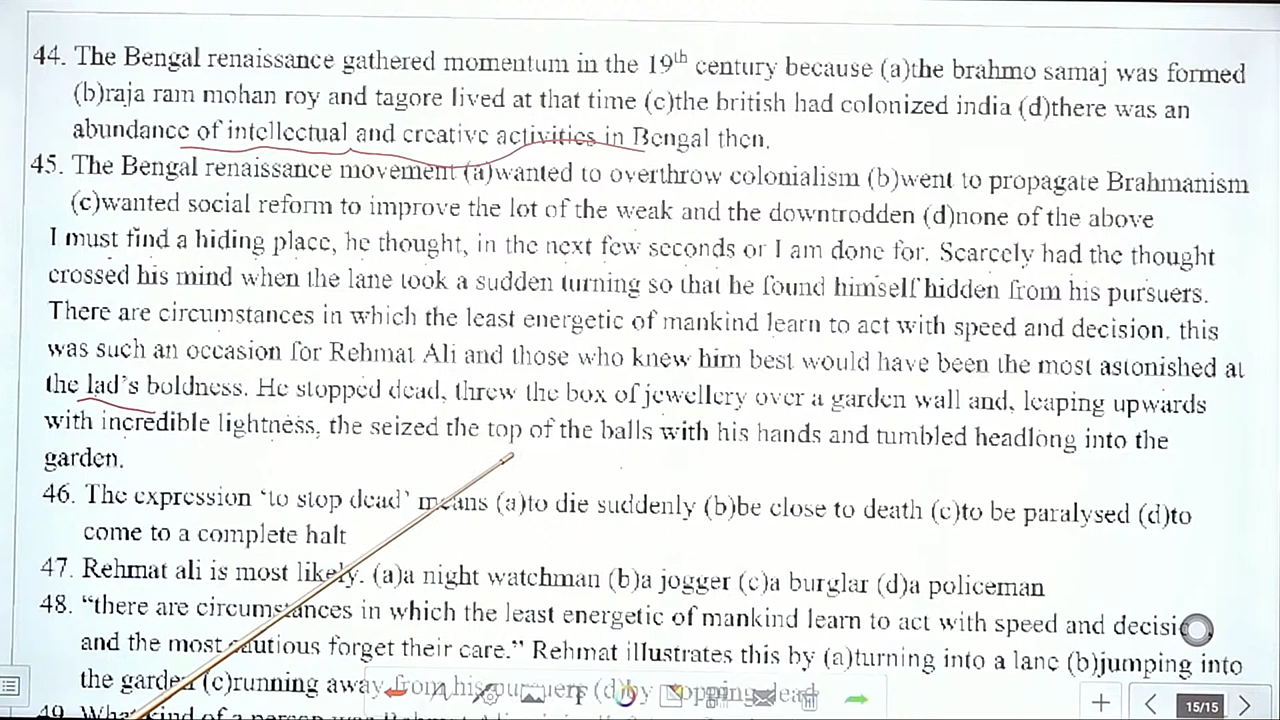 44. The Bengal renaissance gathered momentum in the 19th century because (a)the brahmo samaj was formed
(b)raja ram mohan roy and tagore lived at that time (c)the british had colonized india (d)there was an
abundance of intellectual and creative activities in Bengal then.
45. The Bengal renaissance movement (a)wanted to overthrow colonialism (b)went to propagate Brahmanism
(c)wanted social reform to improve the lot of the weak and the downtrodden (d)none of the above
I must find a hiding place, he thought, in the next few seconds or I am done for. Scarcely had the thought
crossed his mind when the lane took a sudden turning so that he found himself hidden from his pursuers.
There are circumstances in which the least energetic of mankind learn to act with speed and decision. this
was such an occasion for Rehmat Ali and those who knew him best would have been the most astonished at
the lad's boldness. He stopped dead, threw the box of jewellery over a garden wall and, leaping upwards
with incredible lightness, the seized the top of the balls with his hands and tumbled headlong into the
garden.
46. The expression 'to stop dead' means (a)to die suddenly (b)be close to death (c)to be paralysed (d)to
come to a complete halt
47. Rehmat ali is most likely. (a)a night watchman (b)a jogger (c)a burglar (d)a policeman
48. "there are circumstances in which the least energetic of mankind learn to act with speed and
and the most cautious forget their care." Rehmat illustrates this by (a)turning into a lane (b)jumping into
the garden (c)running away from his pursuers (d)by stopping dead
49. What kind of a person was
15/15